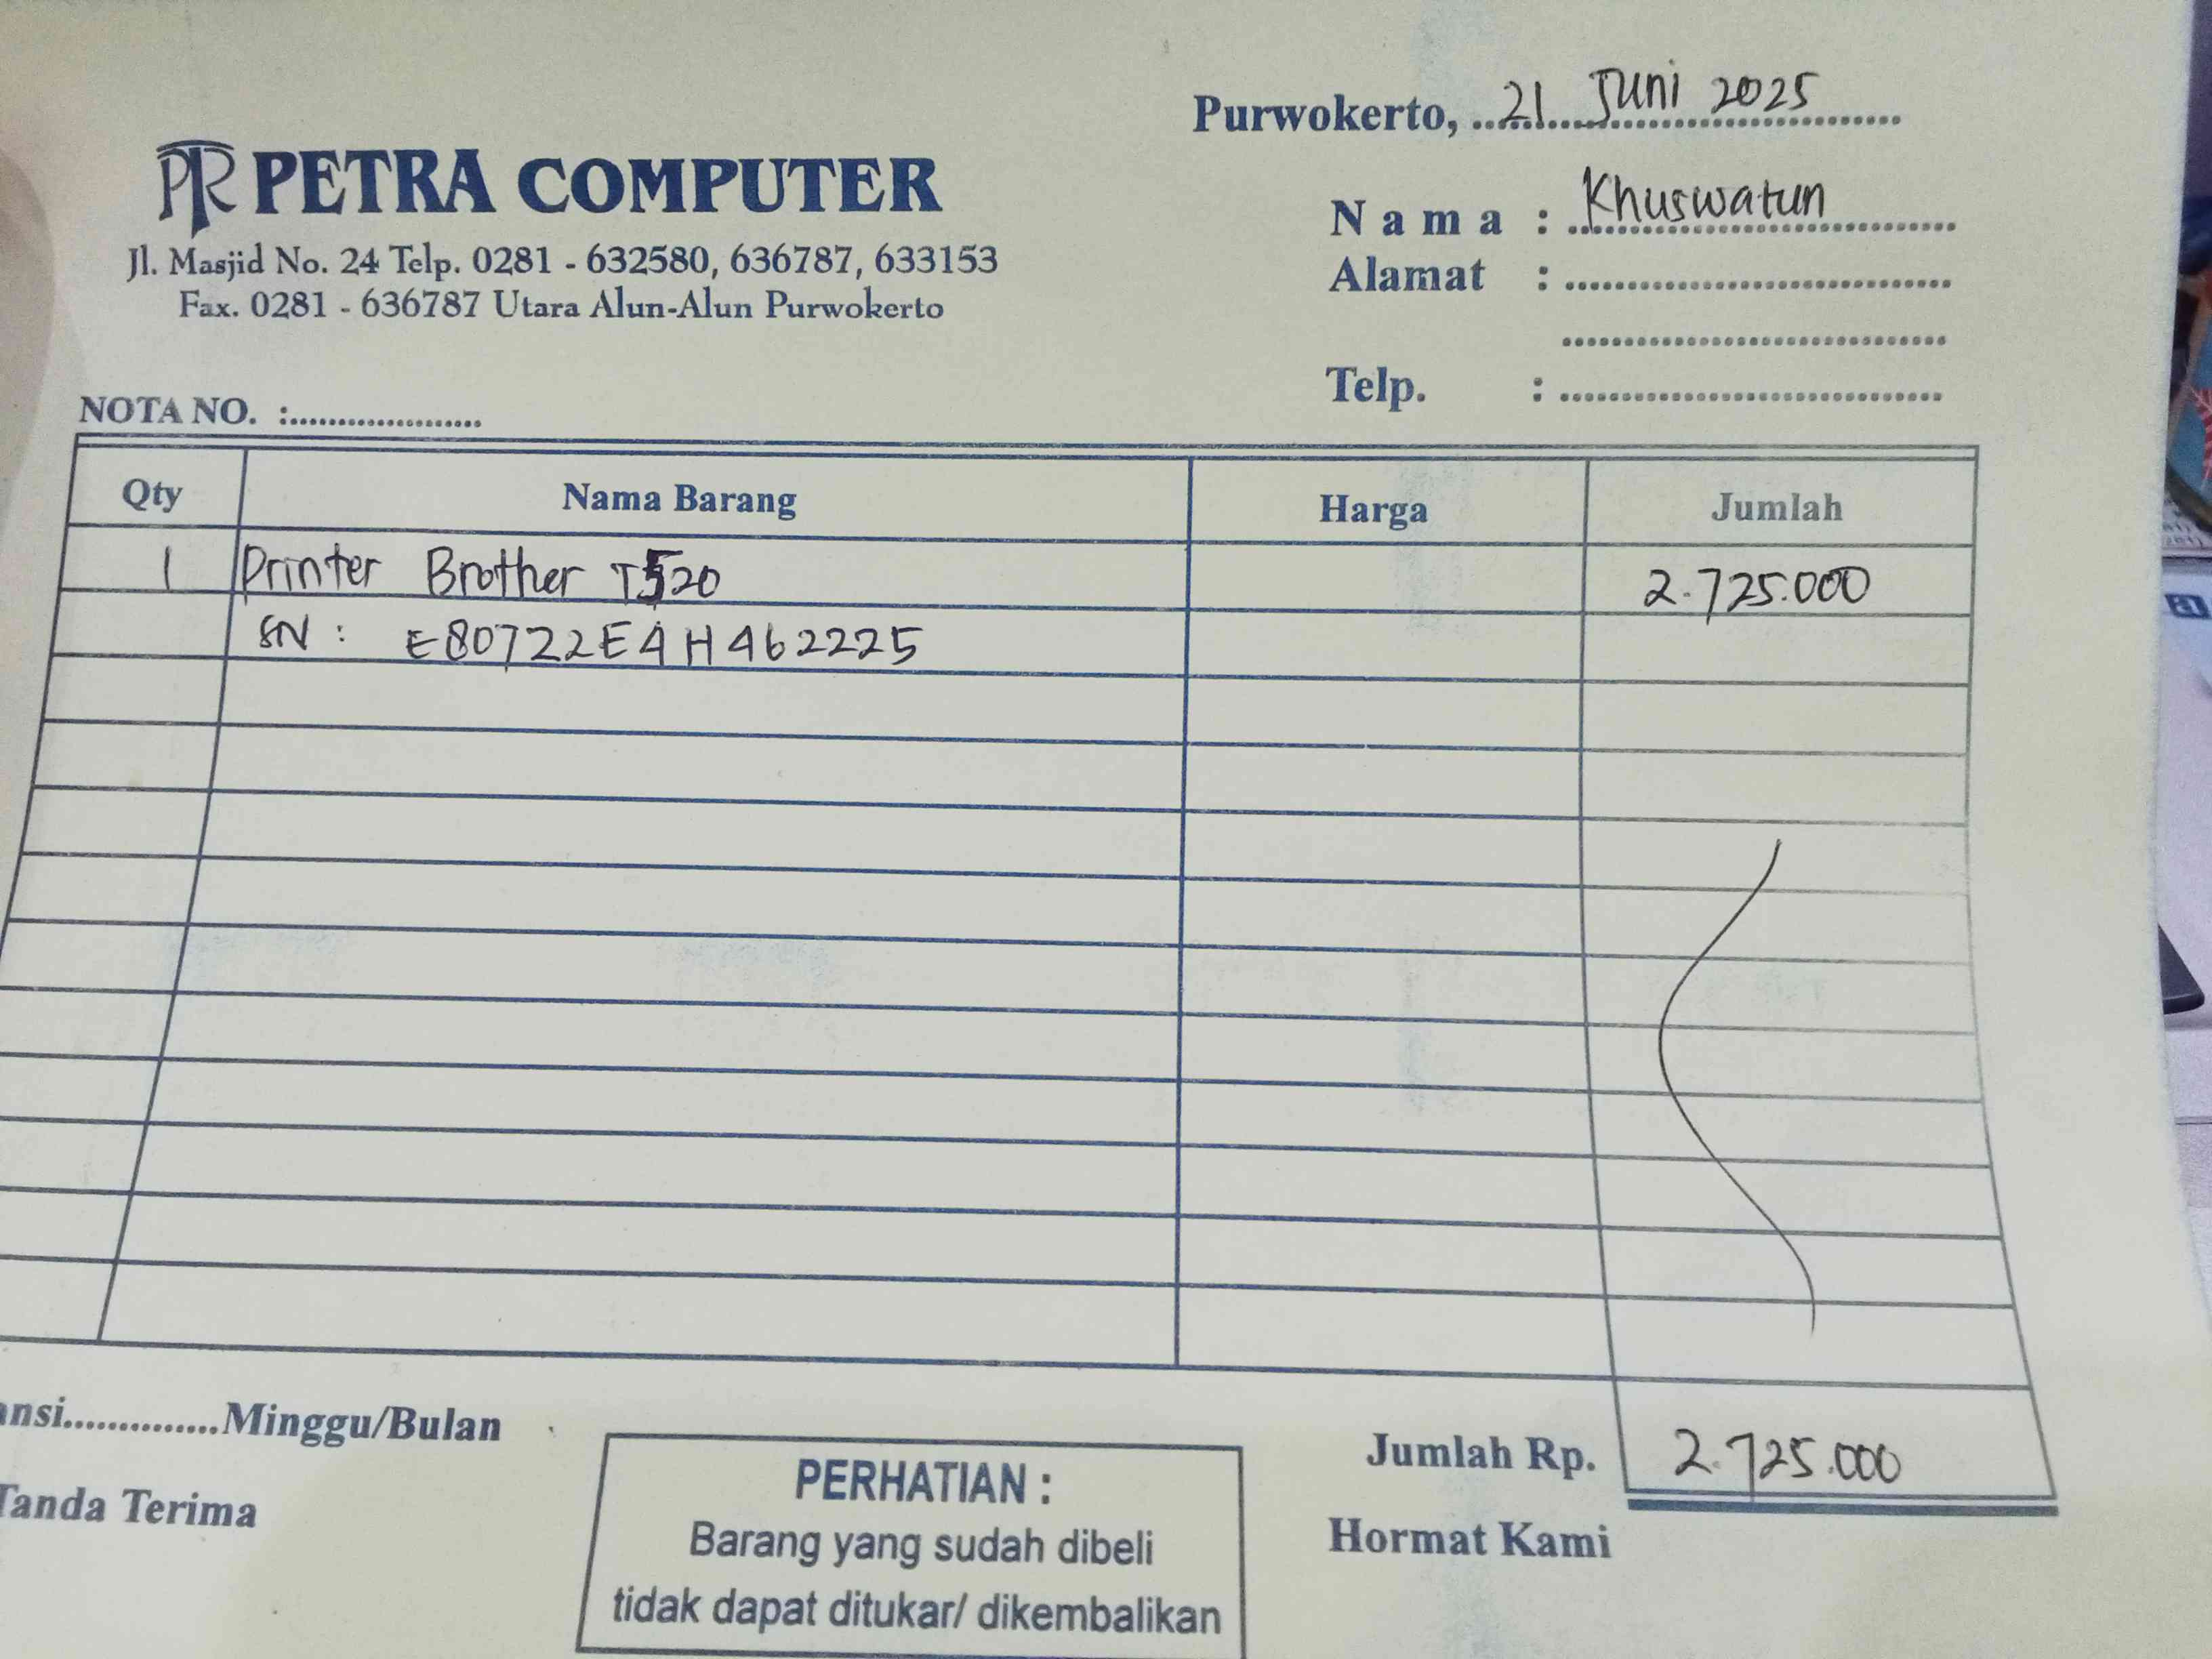 Purwokerto, 21 Juni 2025
PR PETRA COMPUTER
Jl. Masjid No. 24 Telp. 0281 - 632580, 636787, 633153
Fax. 0281 - 636787 Utara Alun-Alun Purwokerto
Nama : Khuswatun
Alamat :
Telp. :
NOTA NO. :
Qty Nama Barang Harga Jumlah
1 Printer Brother T520 2.725.000
SN : E80722E4H462225
ansi..............Minggu/Bulan
Jumlah Rp. 2.725.000
Tanda Terima
Hormat Kami
PERHATIAN :
Barang yang sudah dibeli
tidak dapat ditukar/ dikembalikan